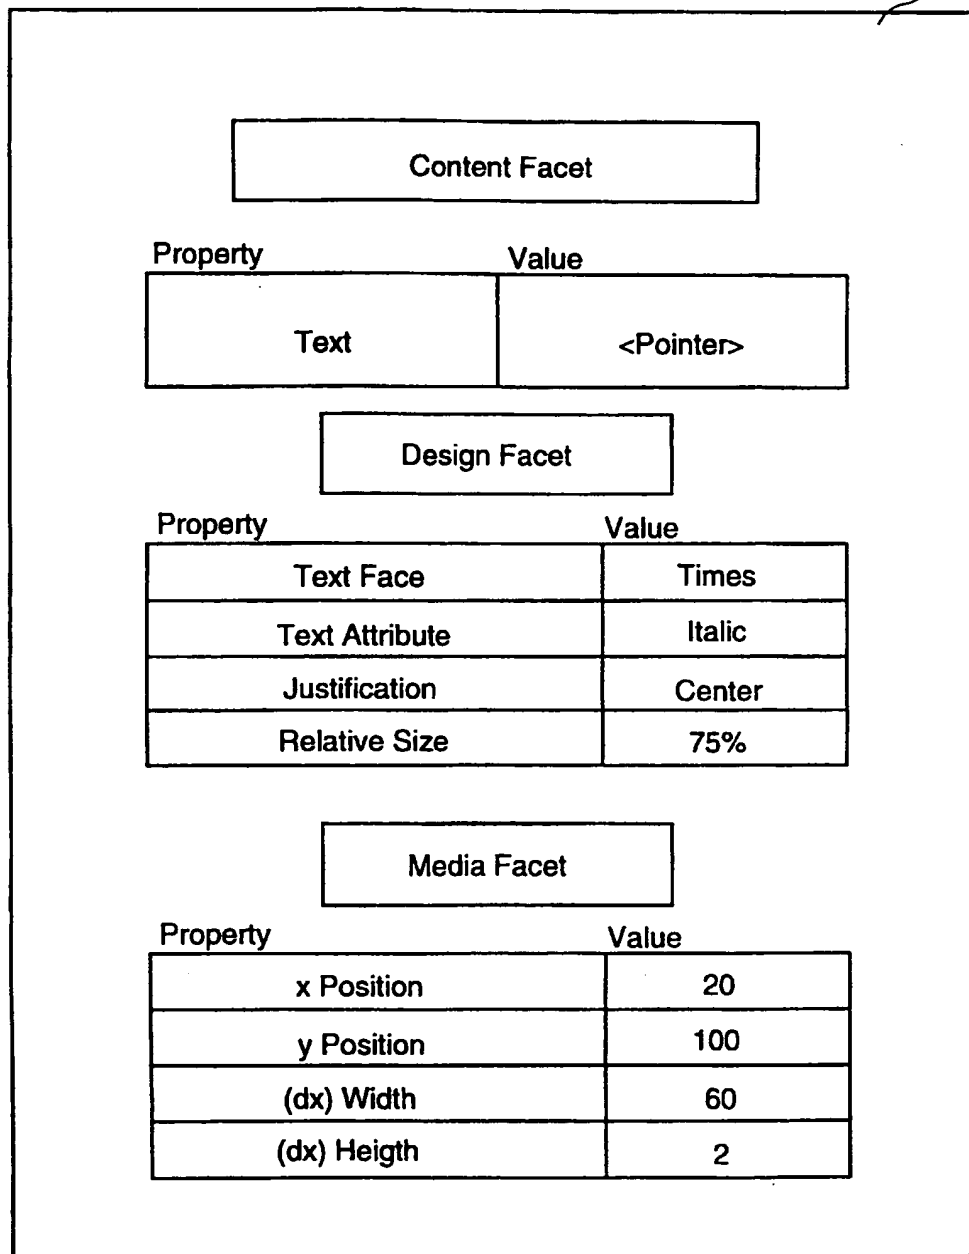 Content Facet
Property Value
Text <Pointer>
Design Facet
Property Value
Text Face Times
Text Attribute Italic
Justification Center
Relative Size 75%
Media Facet
Property Value
x Position 20
y Position 100
(dx) Width 60
(dx) Heigth 2